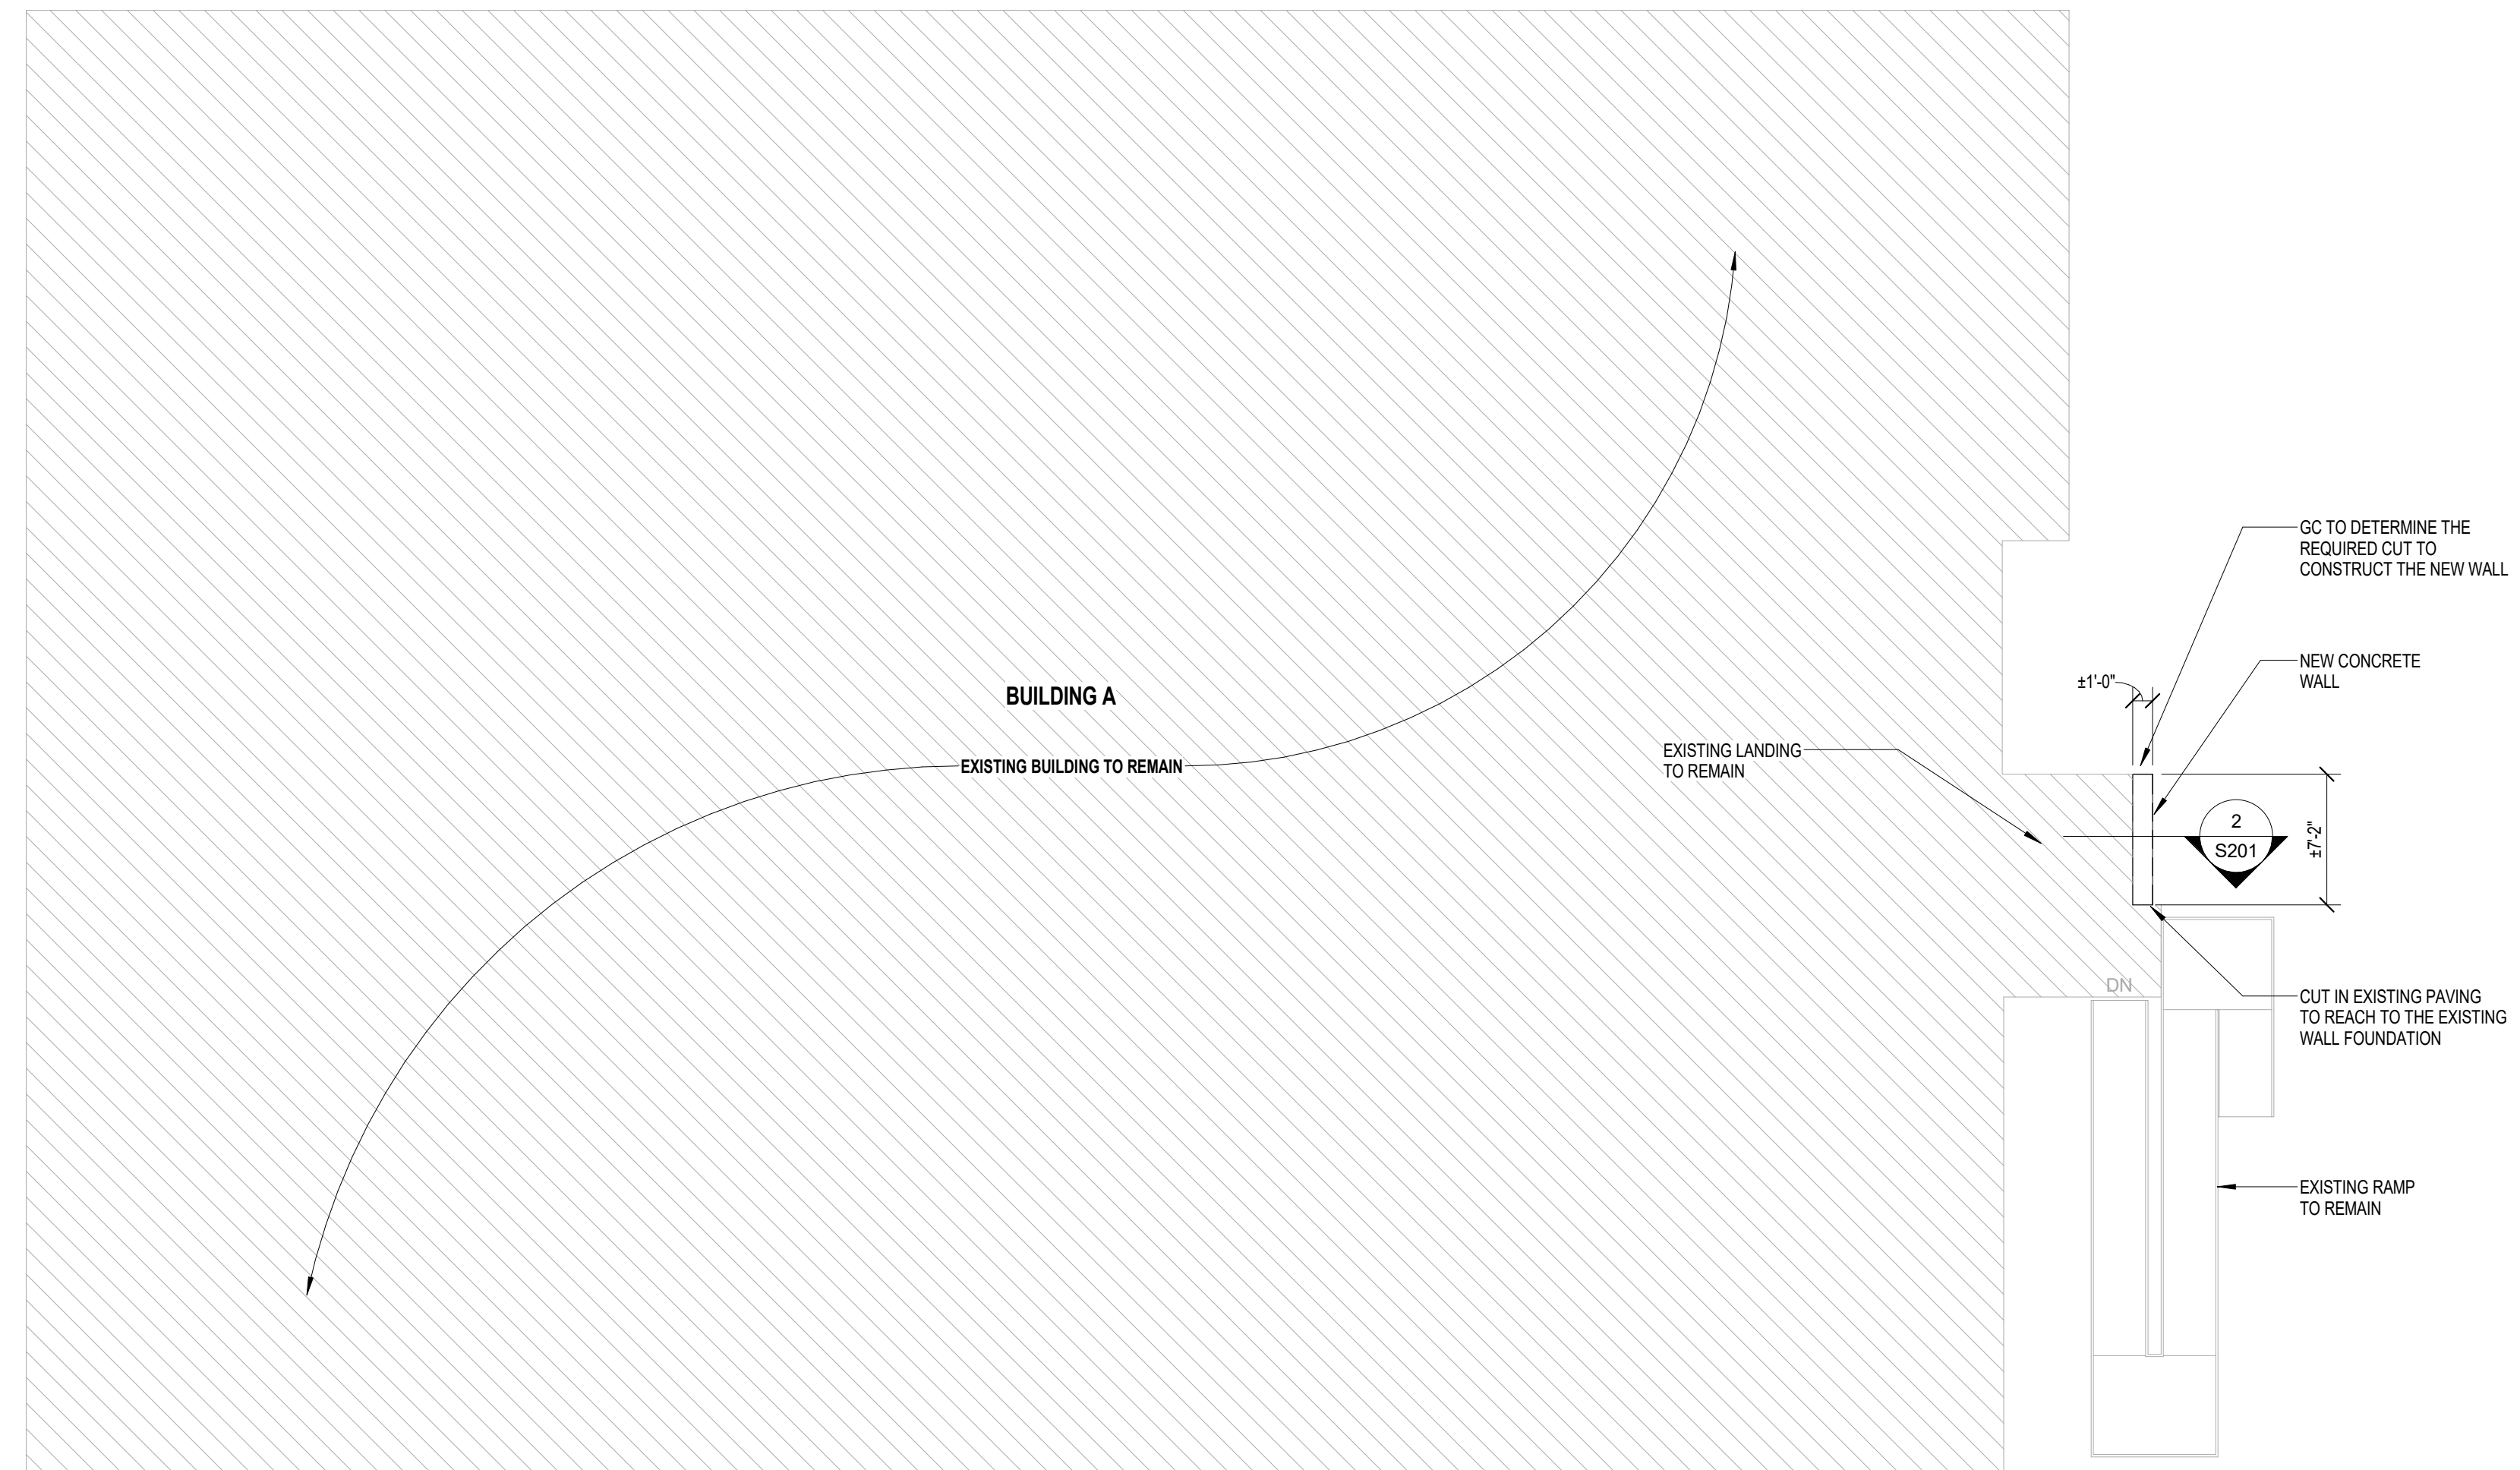 GC TO DETERMINE THE
REQUIRED CUT TO
CONSTRUCT THE NEW WALL
NEW CONCRETE
WALL
±1'-0"
BUILDING A
EXISTING BUILDING TO REMAIN
EXISTING LANDING
TO REMAIN
2
S201
±7'-2"
DN
CUT IN EXISTING PAVING
TO REACH TO THE EXISTING
WALL FOUNDATION
EXISTING RAMP
TO REMAIN